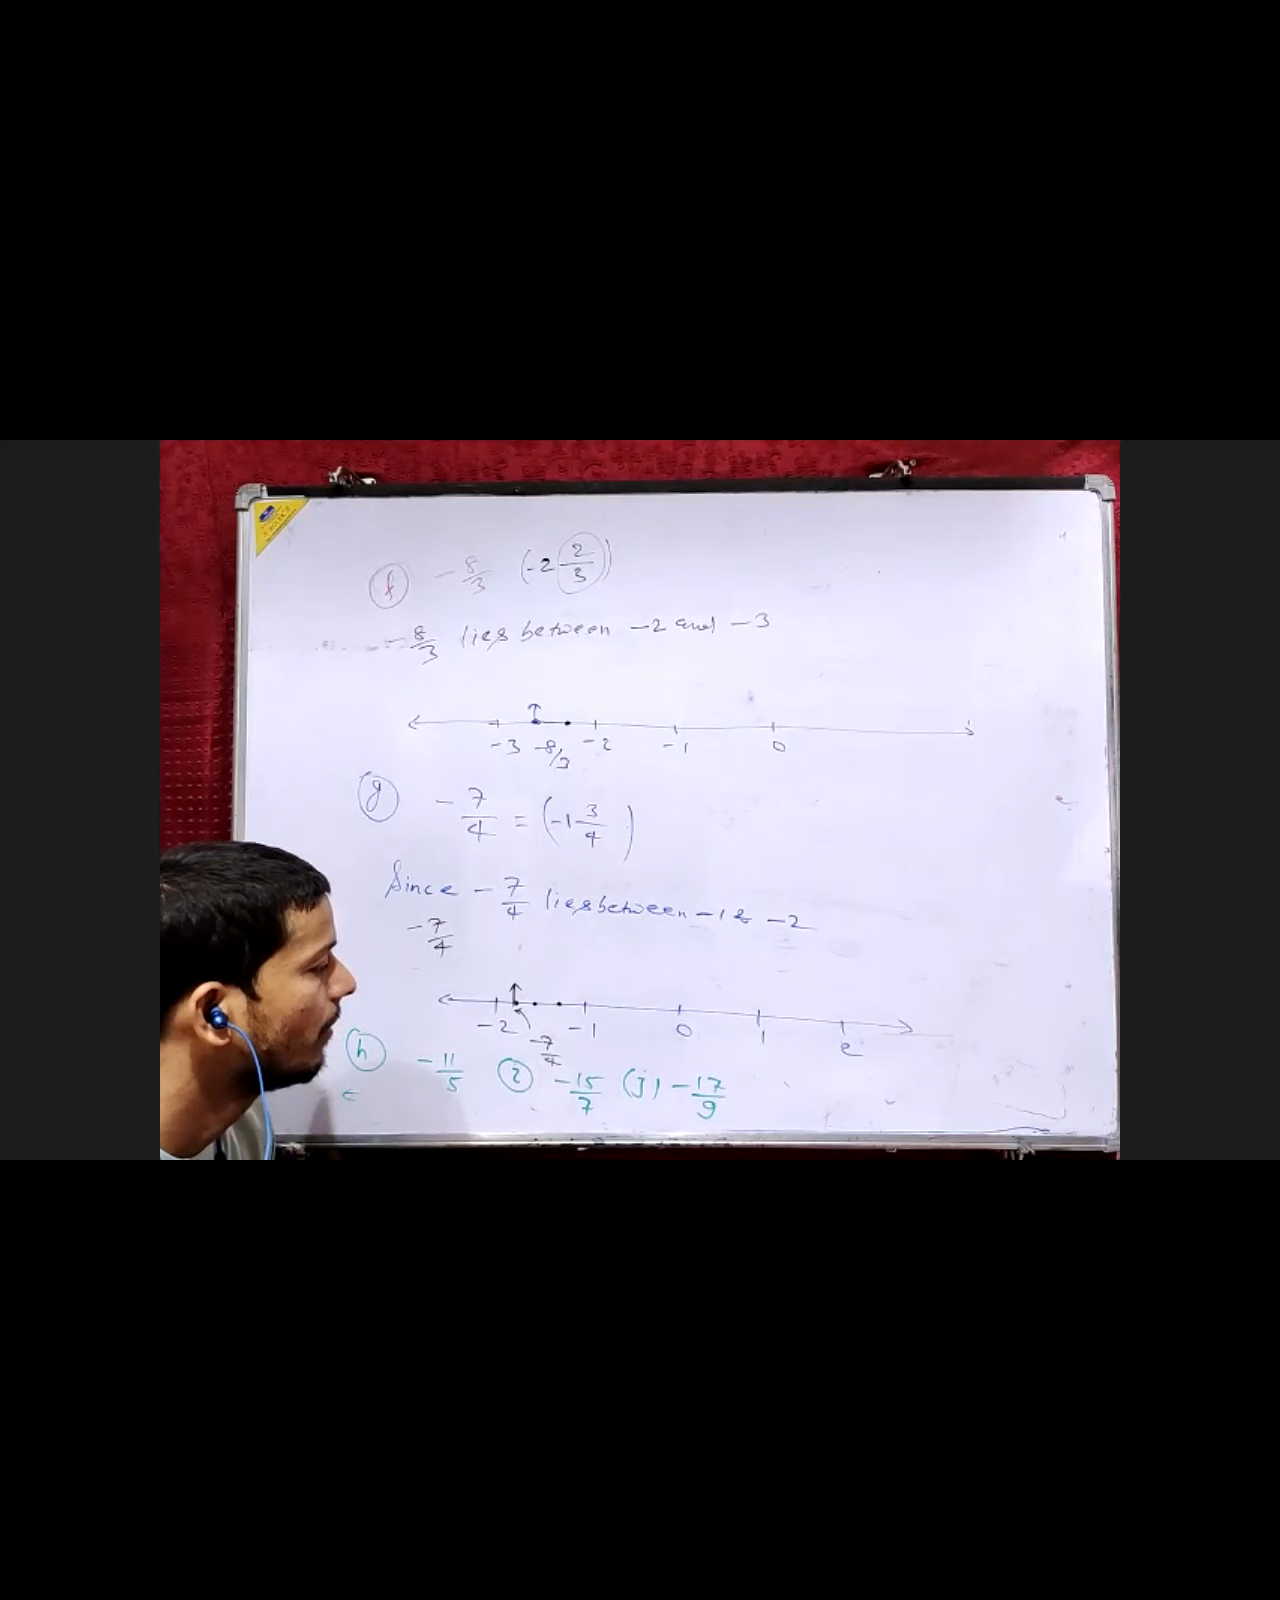 f - 8/3 (-2 2/3)
- 8/3 lies between -2 and -3
-3 -8/3 -2 -1 0
g - 7/4 = (-1 3/4)
Since - 7/4 lies between -1 & -2
- 7/4
-2 -1 0 1 2
-7/4
h - 11/5 i - 15/7 (j) - 17/9